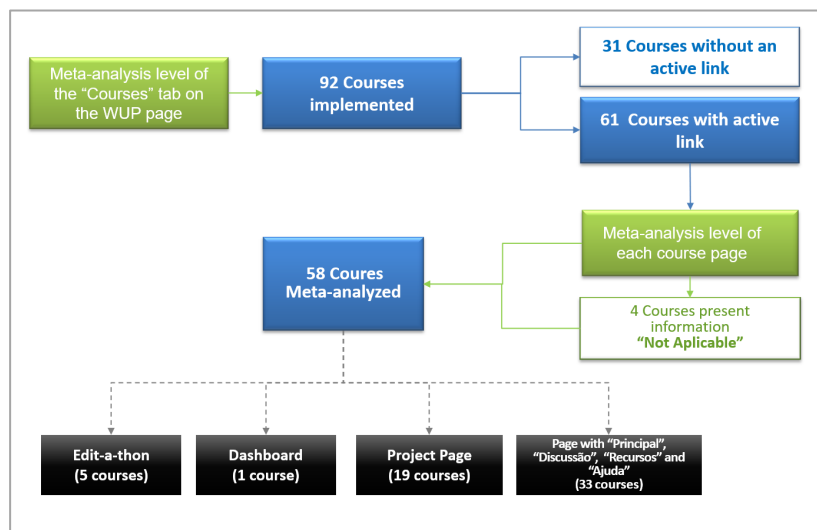 Meta-analysis level of
the “Courses” tab on
the WUP page
92 Courses
implemented
31 Courses without an
active link
61 Courses with active
link
Meta-analysis level of
each course page
58 Coures
Meta-analyzed
4 Courses present
information
“Not Aplicable”
Edit-a-thon
(5 courses)
Dashboard
(1 course)
Project Page
(19 courses)
Page with “Principal”,
“Discussão”, “Recursos” and
“Ajuda”
(33 courses)